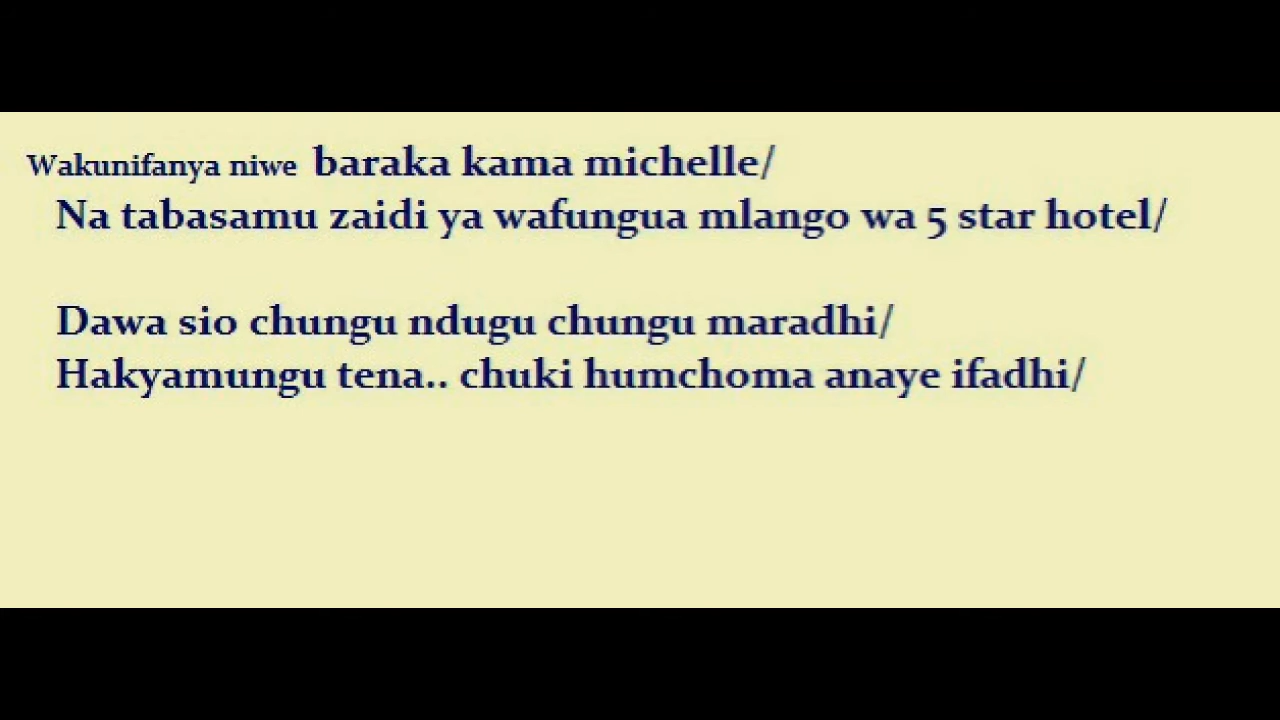 Wakunifanya niwe baraka kama michelle/
Na tabasamu zaidi ya wafungua mlango wa 5 star hotel/
Dawa sio chungu ndugu chungu maradhi/
Hakyamungu tena.. chuki humchoma anaye ifadhi/